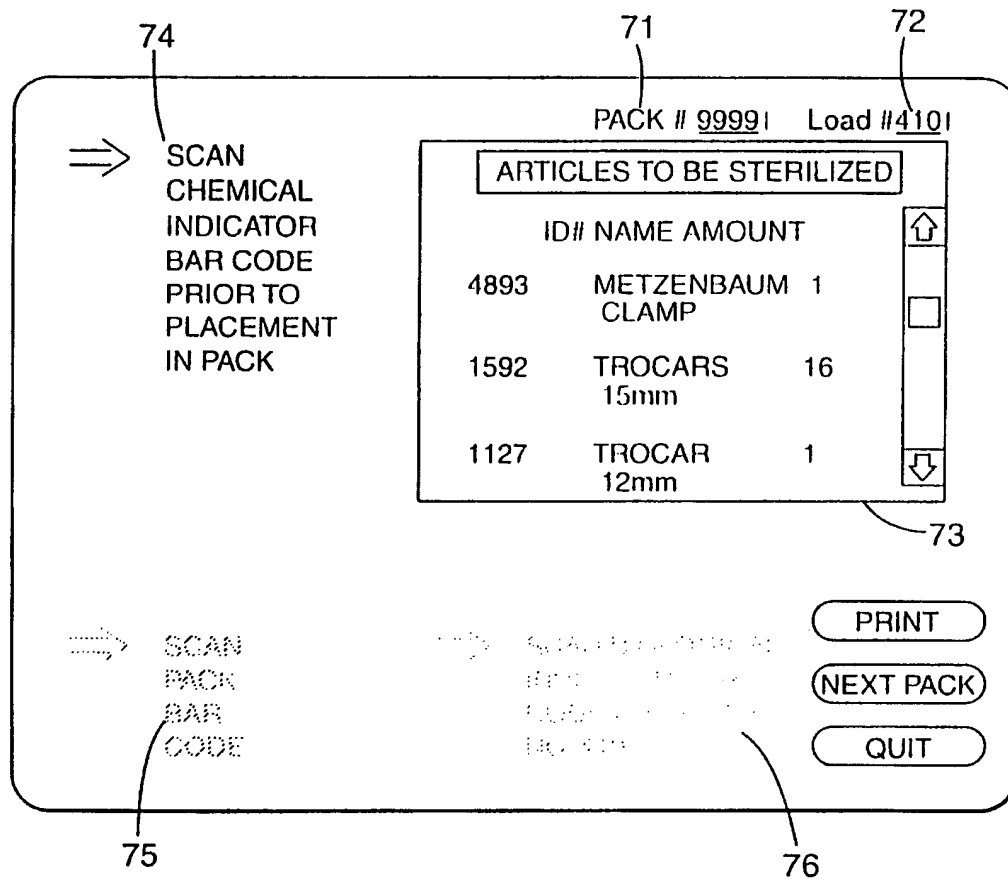 74
71
72
PACK # 9999 Load #410
SCAN
CHEMICAL
INDICATOR
BAR CODE
PRIOR TO
PLACEMENT
IN PACK
ARTICLES TO BE STERILIZED
ID# NAME AMOUNT
4893 METZENBAUM 1
CLAMP
1592 TROCARS 16
15mm
1127 TROCAR 1
12mm
73
SCAN
PACK
BAR
CODE
PRINT
NEXT PACK
QUIT
75
76